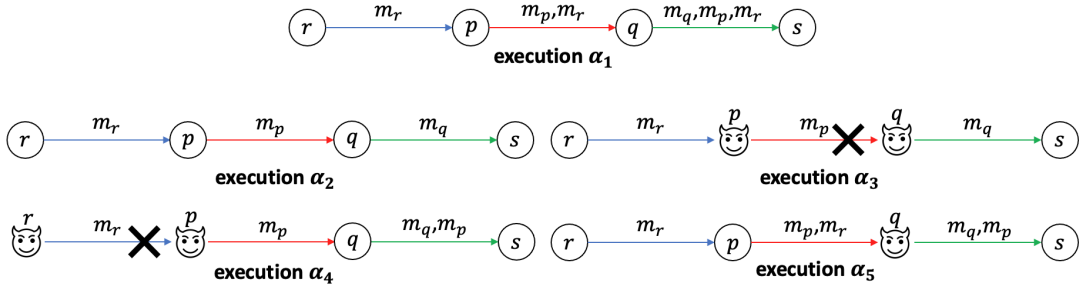 m_r m_p,m_r m_q,m_p,m_r
r p q s
execution α_1
p q
m_r m_p m_q m_r m_p m_q
r p q s r s
execution α_2 execution α_3
r p q
m_r m_p m_q,m_p m_r m_p,m_r m_q,m_p
q s r p s
execution α_4 execution α_5